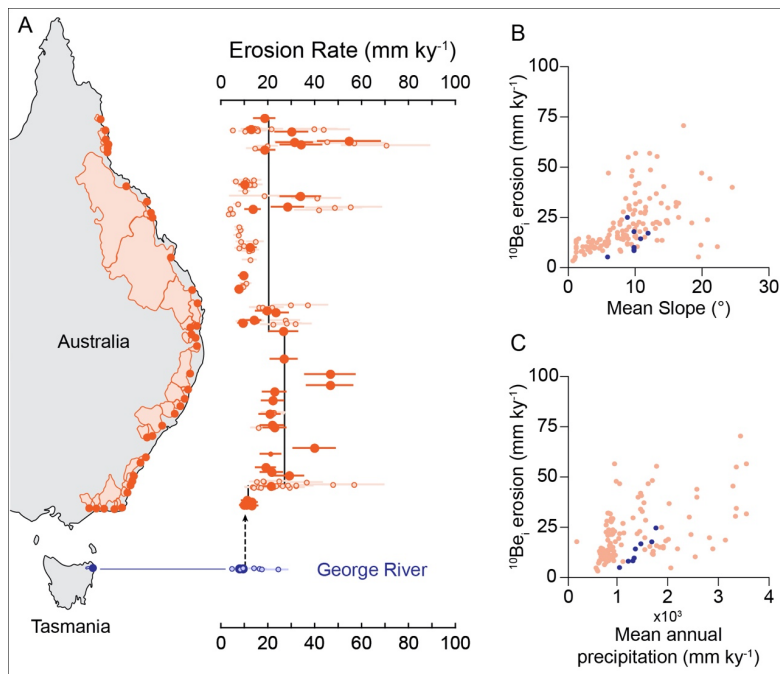 A
Erosion Rate (mm ky⁻¹)
0 20 40 60 80 100
Australia
George River
Tasmania
0 20 40 60 80 100
B
¹⁰Beᵢ erosion (mm ky⁻¹)
100
75
50
25
0
0 10 20 30
Mean Slope (°)
C
¹⁰Beᵢ erosion (mm ky⁻¹)
100
75
50
25
0
0 1 2 3 4
x10³
Mean annual
precipitation (mm ky⁻¹)